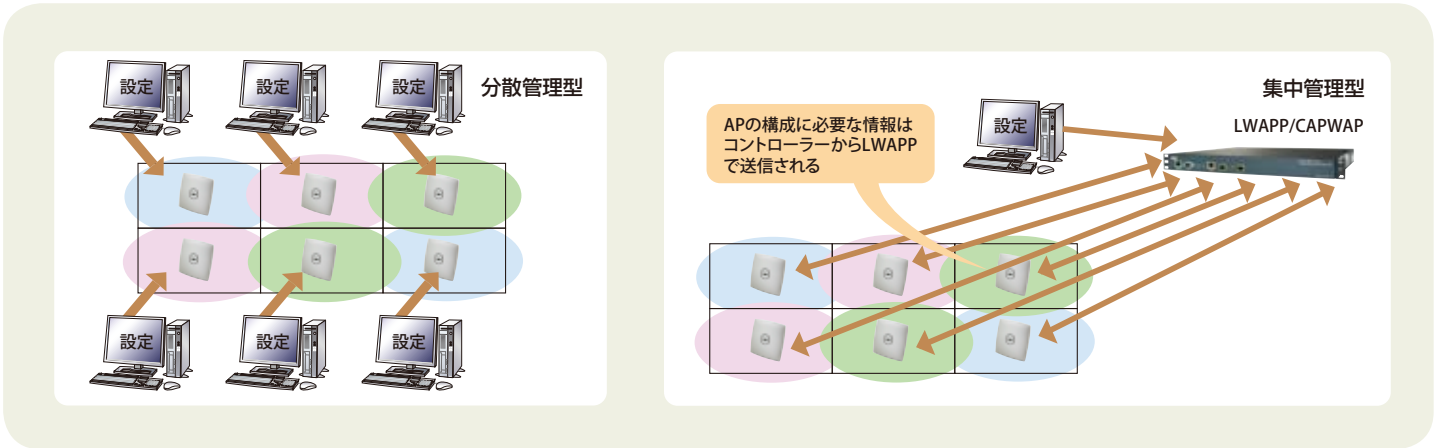 設定
設定
設定
分散管理型
設定
設定
設定
集中管理型
LWAPP/CAPWAP
設定
APの構成に必要な情報は
コントローラーからLWAPP
で送信される